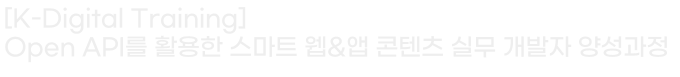 [K-Digital Training]
Open API를 활용한 스마트 웹&앱 콘텐츠 실무 개발자 양성과정